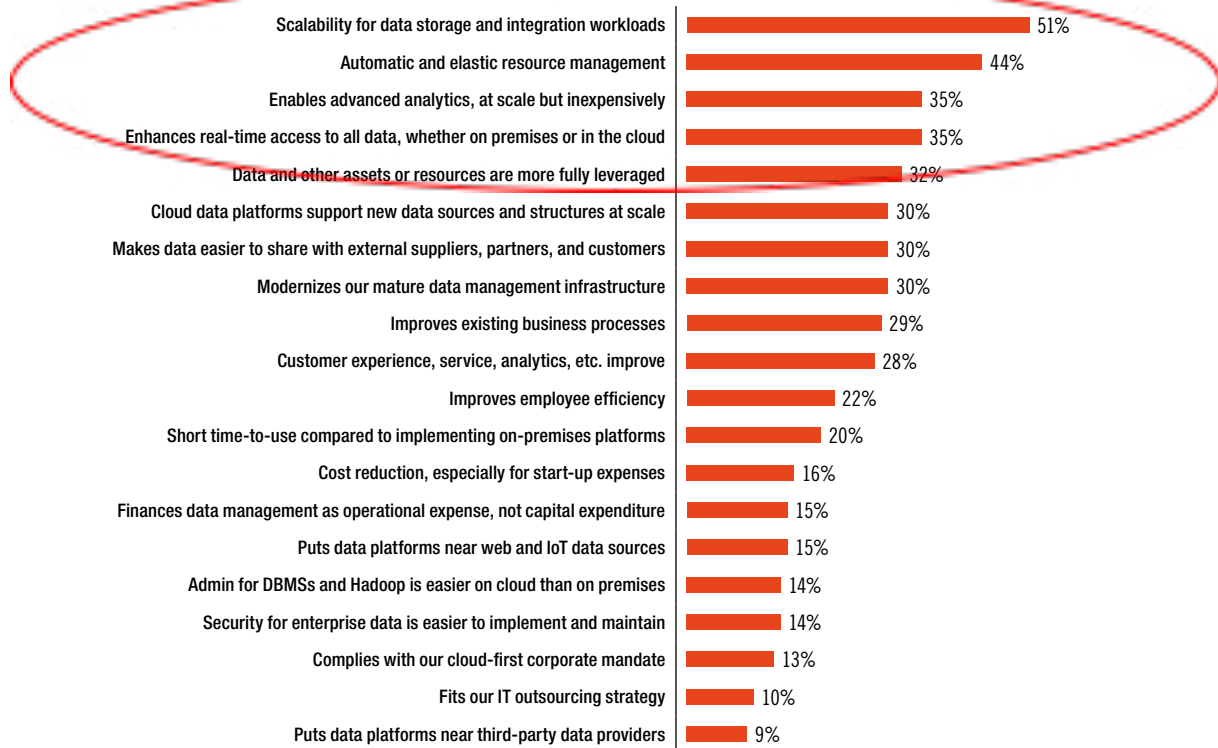 Scalability for data storage and integration workloads 51%
Automatic and elastic resource management 44%
Enables advanced analytics, at scale but inexpensively 35%
Enhances real-time access to all data, whether on premises or in the cloud 35%
Data and other assets or resources are more fully leveraged 32%
Cloud data platforms support new data sources and structures at scale 30%
Makes data easier to share with external suppliers, partners, and customers 30%
Modernizes our mature data management infrastructure 30%
Improves existing business processes 29%
Customer experience, service, analytics, etc. improve 28%
Improves employee efficiency 22%
Short time-to-use compared to implementing on-premises platforms 20%
Cost reduction, especially for start-up expenses 16%
Finances data management as operational expense, not capital expenditure 15%
Puts data platforms near web and IoT data sources 15%
Admin for DBMSs and Hadoop is easier on cloud than on premises 14%
Security for enterprise data is easier to implement and maintain 14%
Complies with our cloud-first corporate mandate 13%
Fits our IT outsourcing strategy 10%
Puts data platforms near third-party data providers 9%